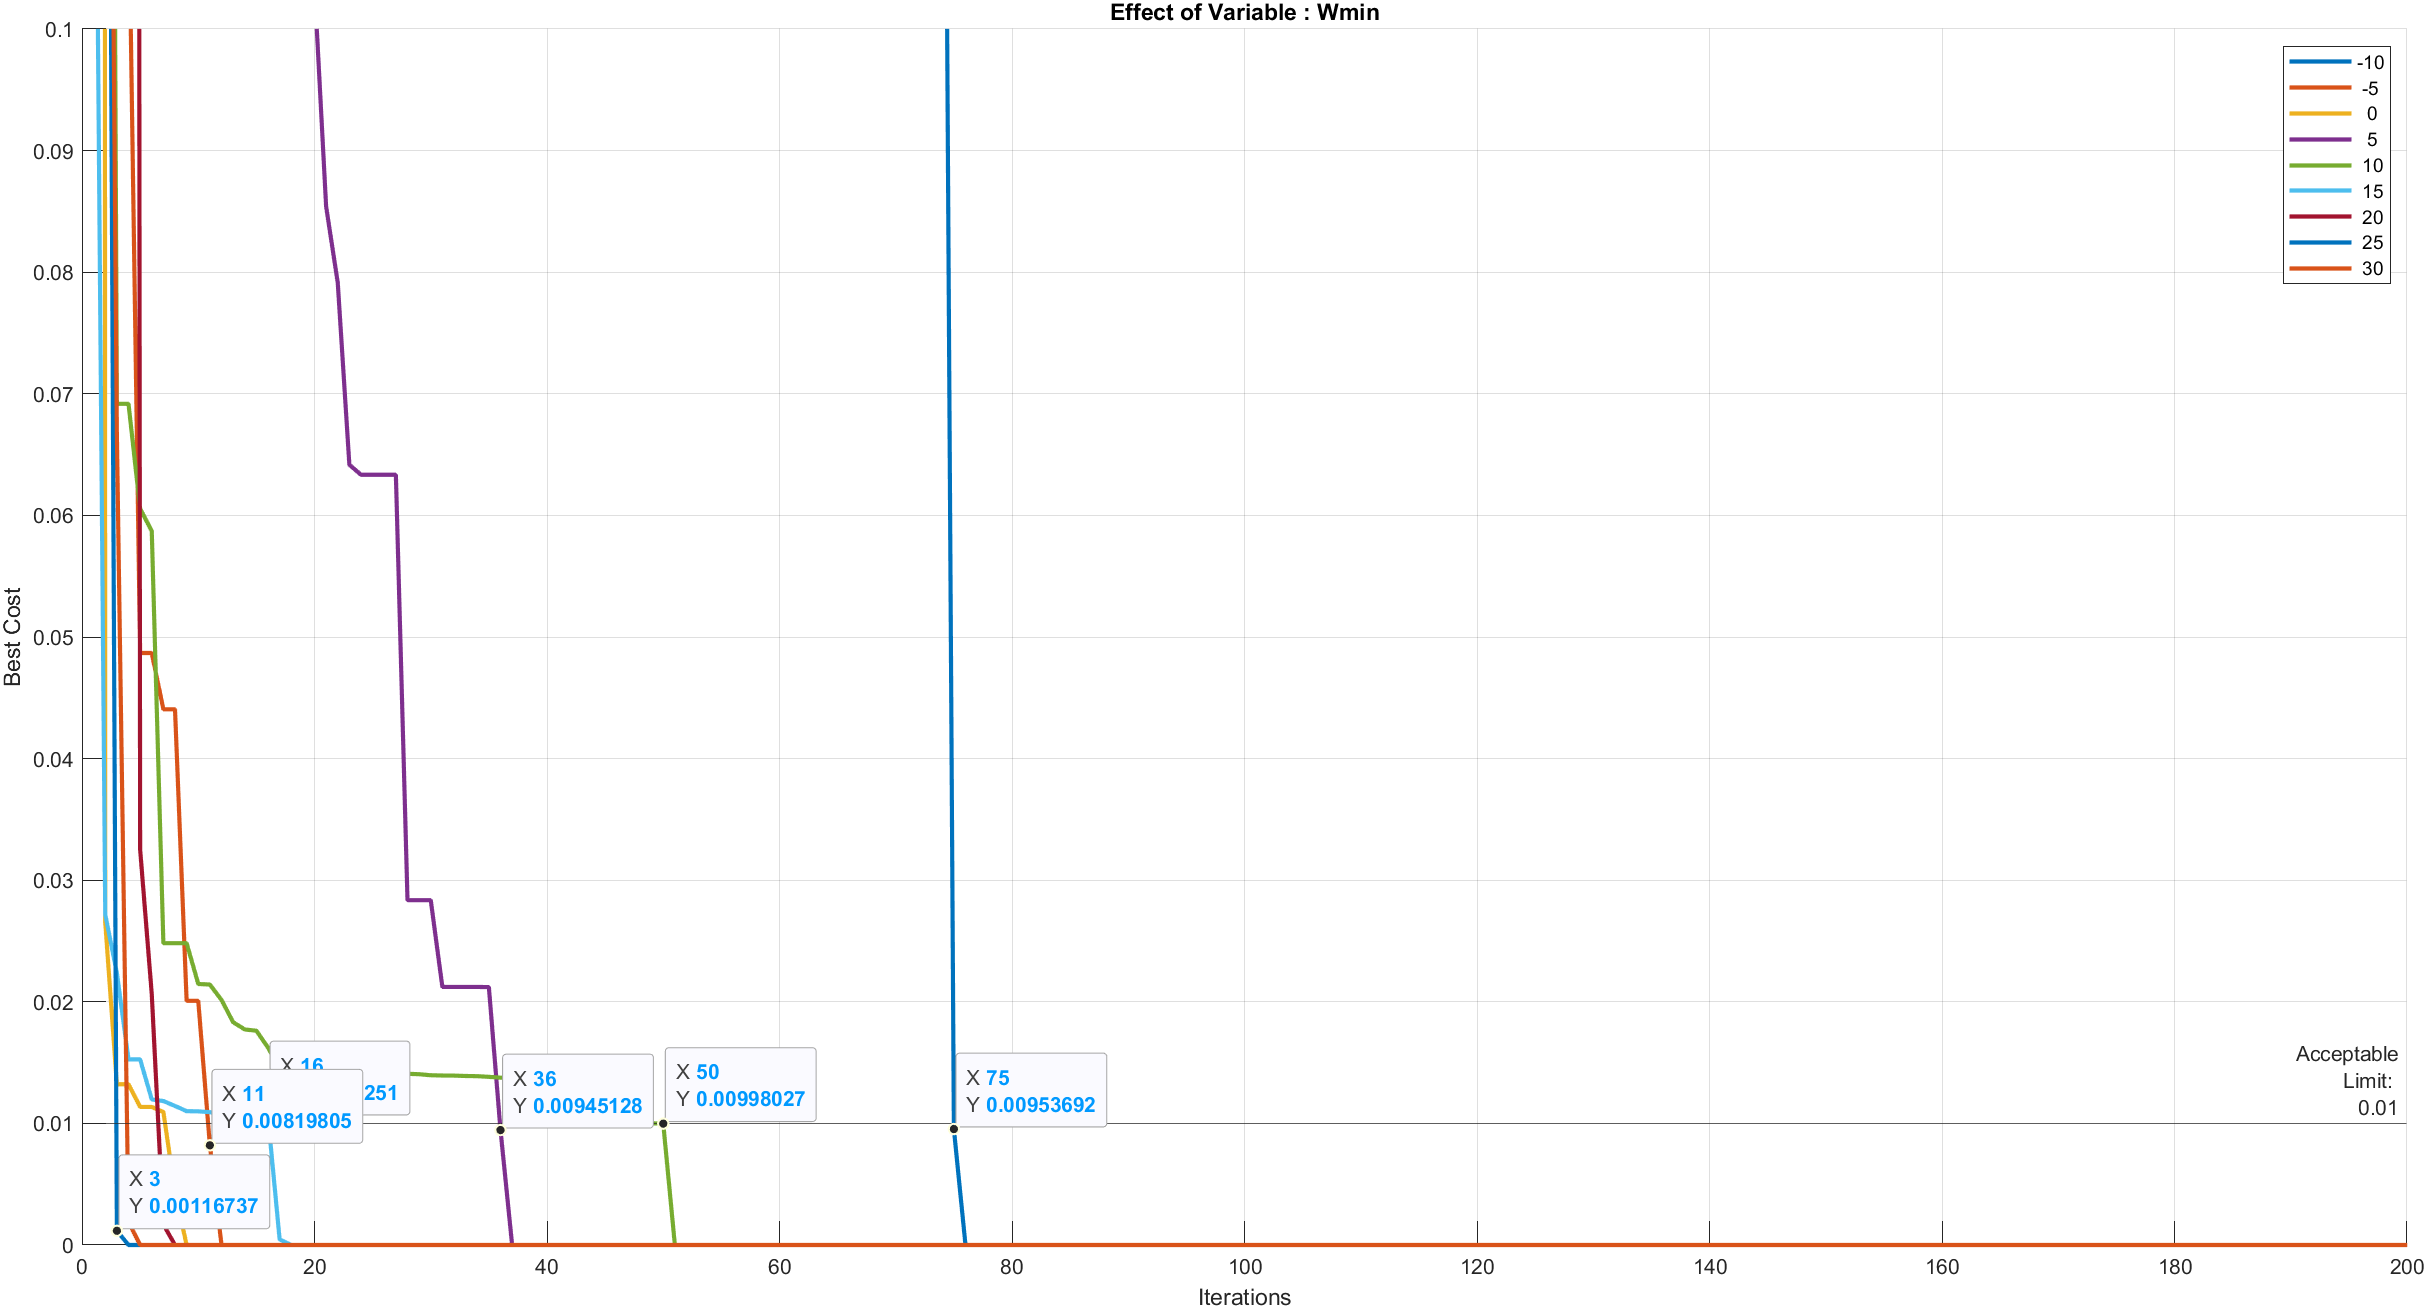 Effect of Variable : Wmin
0.1
0.09
0.08
0.07
0.06
0.05
0.04
0.03
0.02
0.01
0
Best Cost
-10
-5
0
5
10
15
20
25
30
X 16
251
X 11
Y 0.00819805
X 3
Y 0.00116737
X 36
Y 0.00945128
X 50
Y 0.00998027
X 75
Y 0.00953692
Acceptable
Limit:
0.01
0 20 40 60 80 100 120 140 160 180 200
Iterations